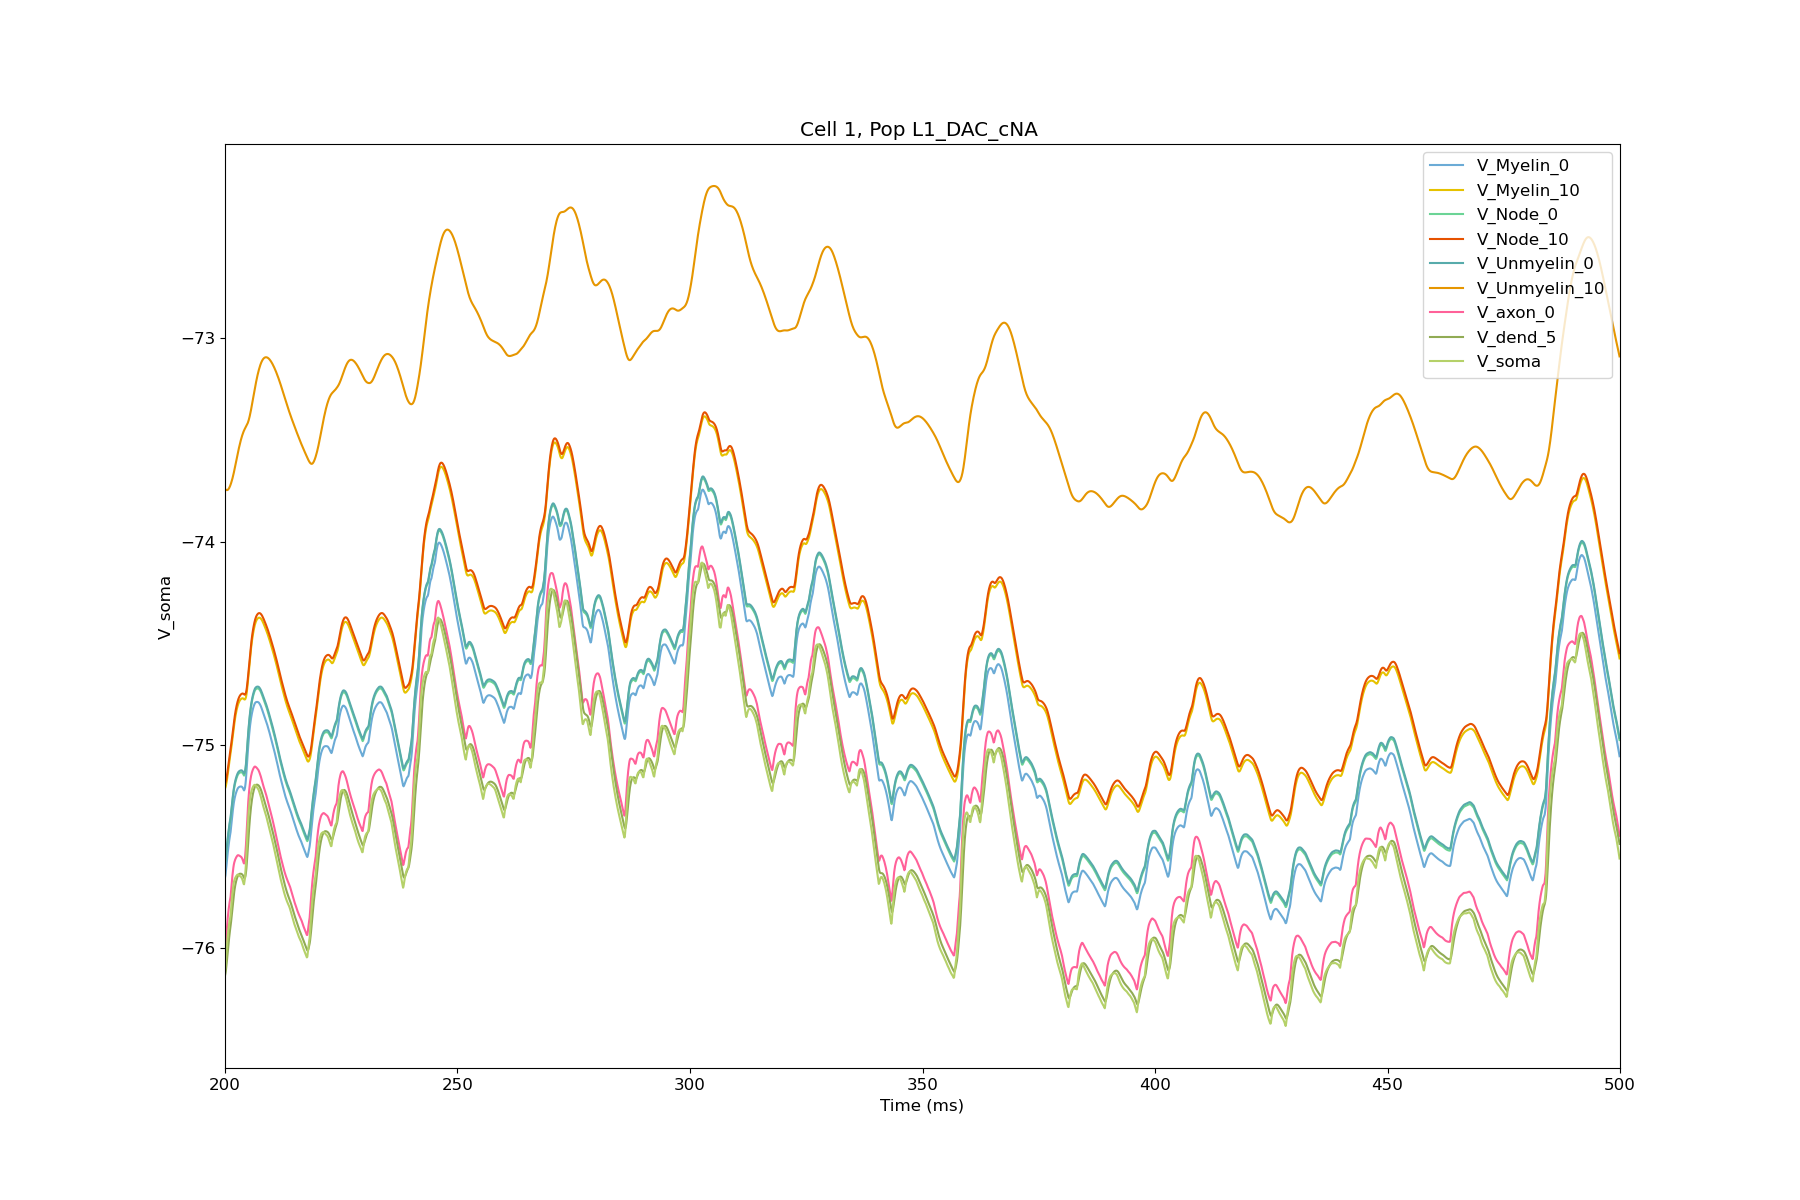 Cell 1, Pop L1_DAC_cNA
V_Myelin_0
V_Myelin_10
V_Node_0
V_Node_10
V_Unmyelin_0
V_Unmyelin_10
V_axon_0
V_dend_5
V_soma
−73
−74
−75
−76
V_soma
200 250 300 350 400 450 500
Time (ms)